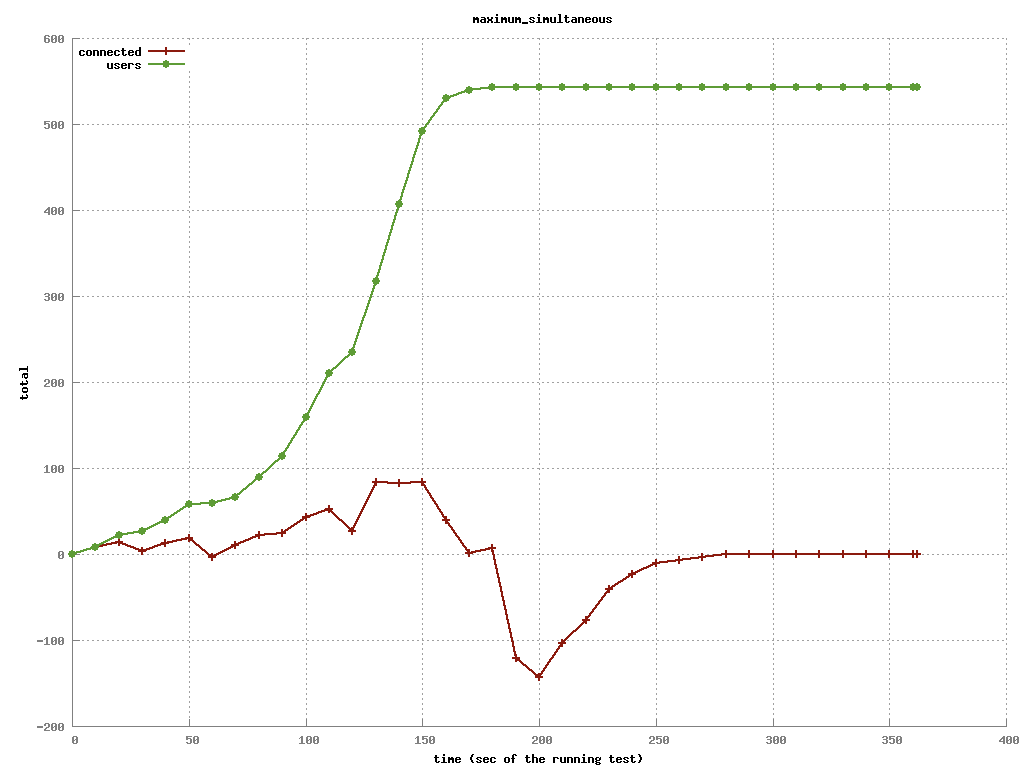 maximum_simultaneous
connected
users
600
500
400
300
200
100
0
-100
-200
total
0 50 100 150 200 250 300 350 400
time (sec of the running test)